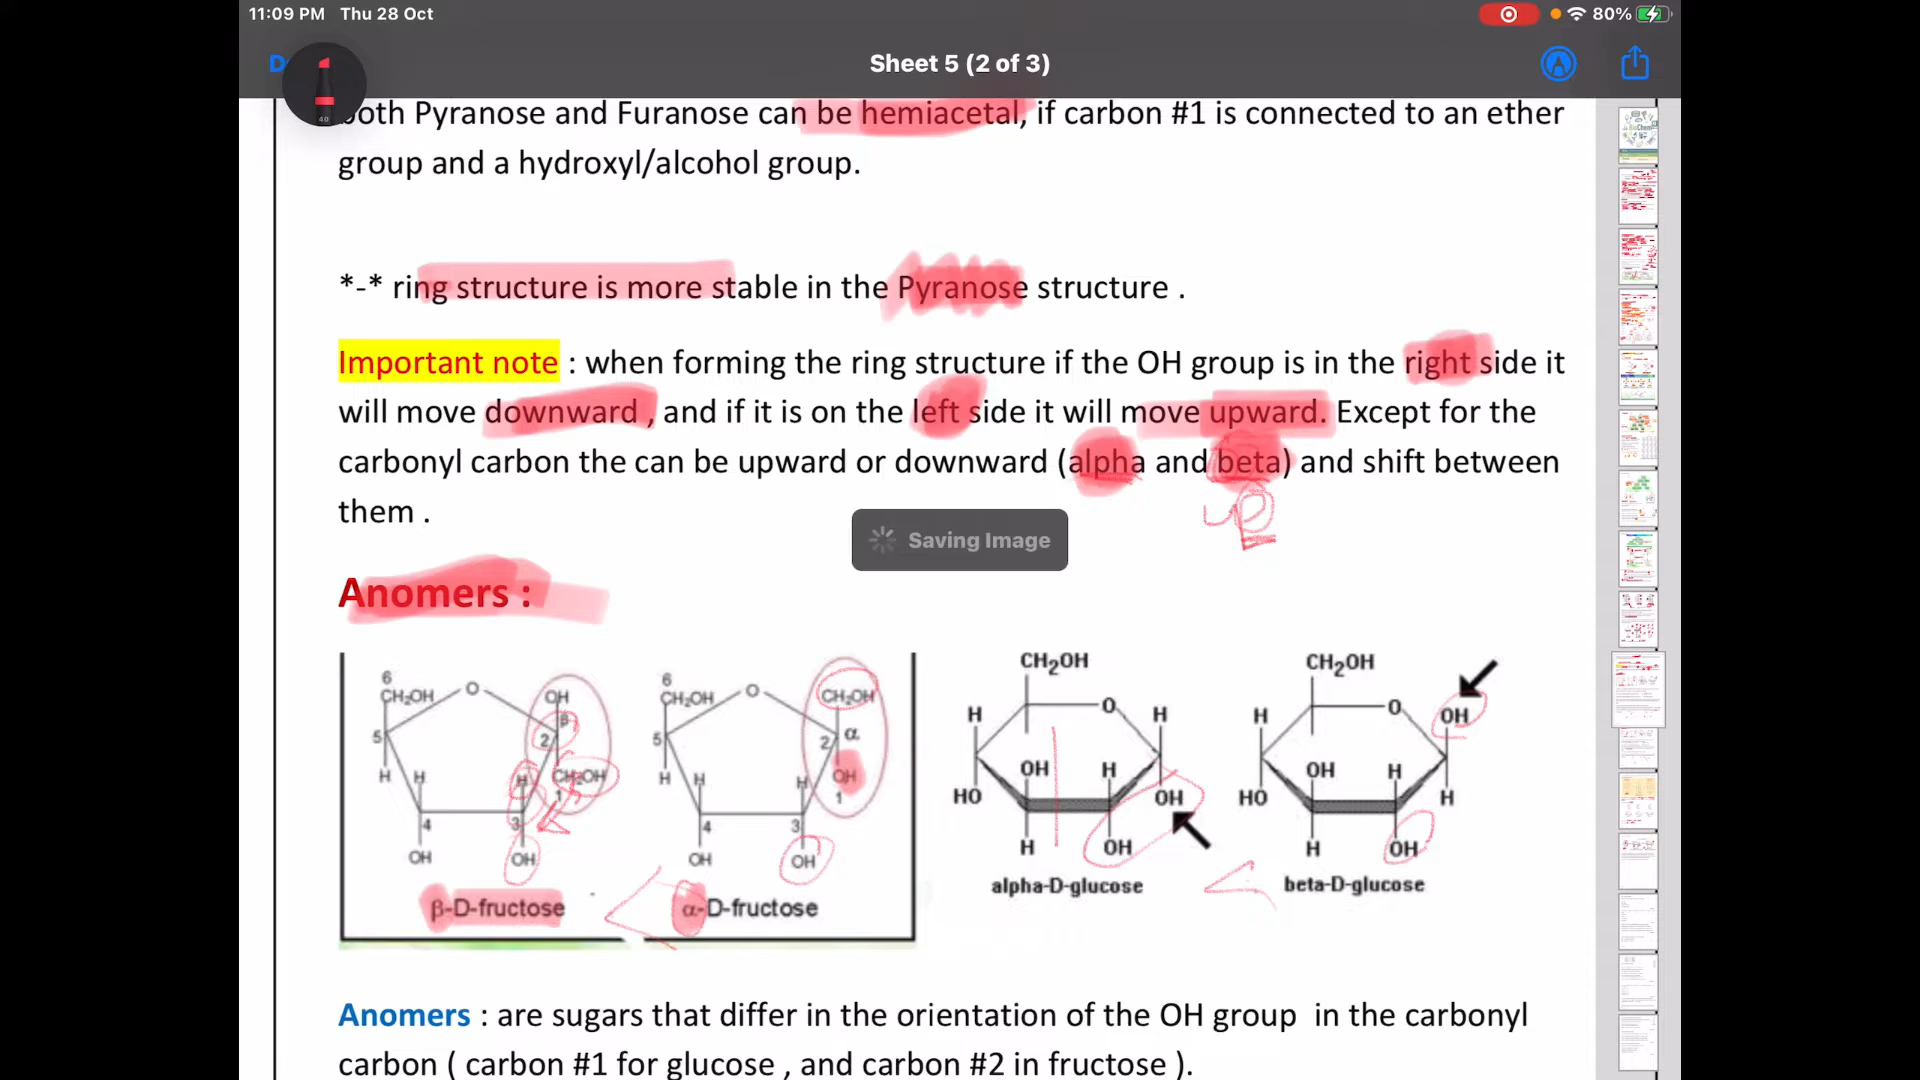 11:09 PM Thu 28 Oct
80%
Sheet 5 (2 of 3)
40
both Pyranose and Furanose can be hemiacetal, if carbon #1 is connected to an ether
group and a hydroxyl/alcohol group.
*-* ring structure is more stable in the Pyranose structure .
Important note : when forming the ring structure if the OH group is in the right side it
will move downward , and if it is on the left side it will move upward. Except for the
carbonyl carbon the can be upward or downward (alpha and beta) and shift between
them .
up
Saving Image
Anomers :
6
CH₂OH O OH
β
5 2
H H H CH₂OH
1
4 3
OH OH
β-D-fructose
6
CH₂OH O CH₂OH
5 2 α
H H H OH
1
4 3
OH OH
α-D-fructose
CH₂OH
H O H
OH H
HO OH
H OH
alpha-D-glucose
CH₂OH
H O OH
OH H
HO H
H OH
beta-D-glucose
Anomers : are sugars that differ in the orientation of the OH group in the carbonyl
carbon ( carbon #1 for glucose , and carbon #2 in fructose ).